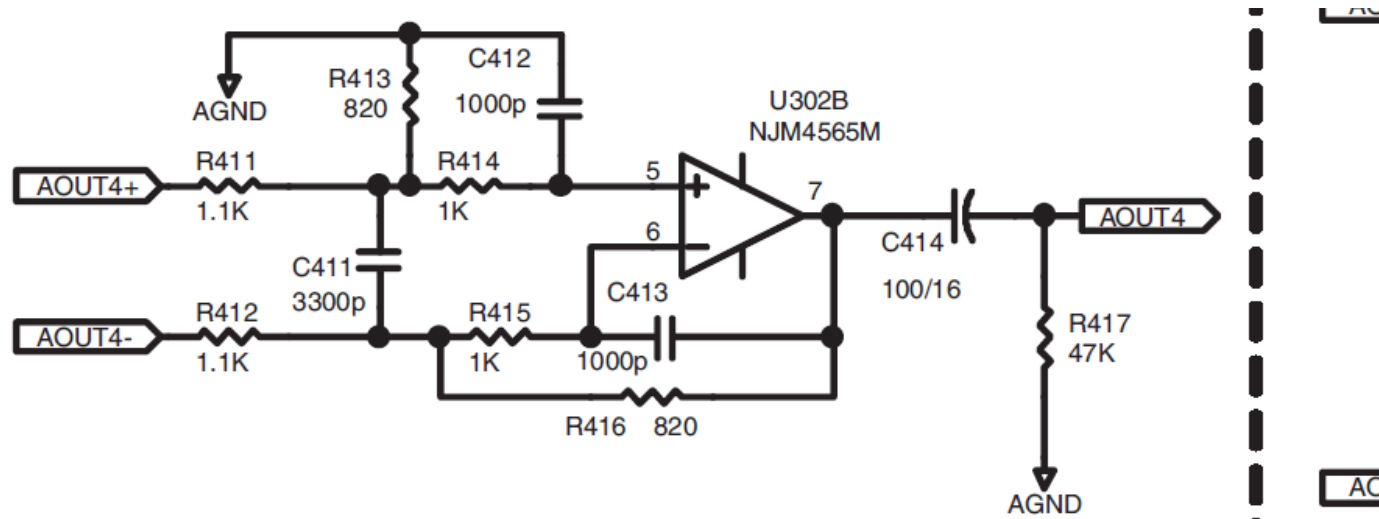 C412
1000p
R413
820
AGND
U302B
NJM4565M
R411
1.1K
R414
1K
AOUT4+
5
+
6
7
AOUT4
C414
100/16
C411
3300p
C413
1000p
R412
1.1K
R415
1K
AOUT4-
R416 820
R417
47K
AGND